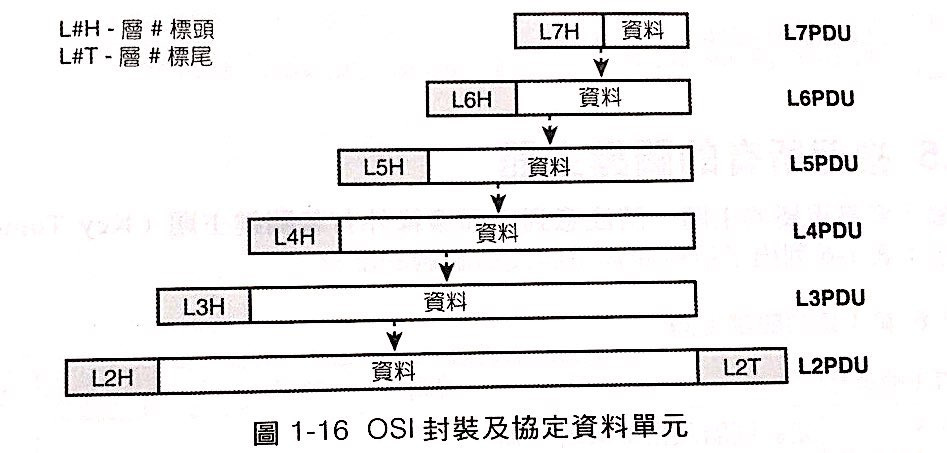 L#H - 層 # 標頭
L#T - 層 # 標尾
L7H 資料 L7PDU
L6H 資料 L6PDU
L5H 資料 L5PDU
L4H 資料 L4PDU
L3H 資料 L3PDU
L2H 資料 L2T L2PDU
圖 1-16 OSI 封裝及協定資料單元